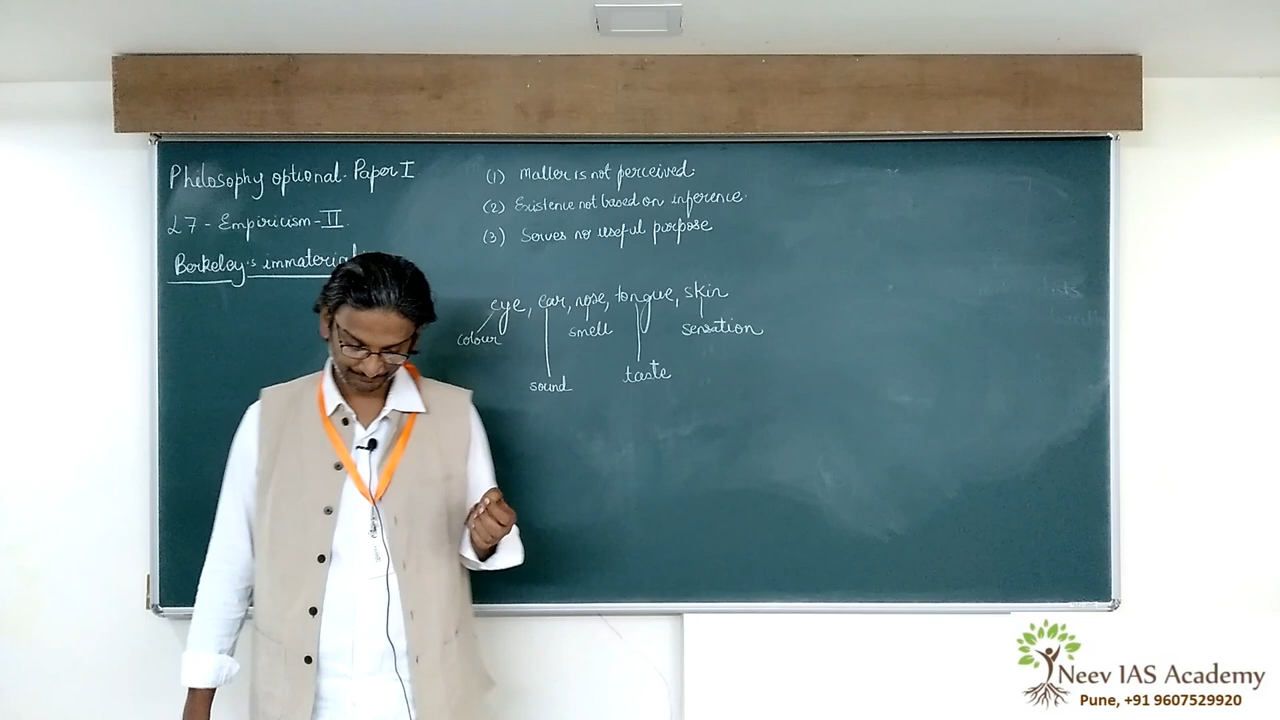 Philosophy optional. Paper I
L7 - Empiricism - II
Berkeley's immaterial
(1) Matter is not perceived.
(2) Existence not based on inference.
(3) Serves no useful purpose
eye, ear, nose, tongue, skin
colour smell sensation
sound taste
Neev IAS Academy
Pune, +91 9607529920